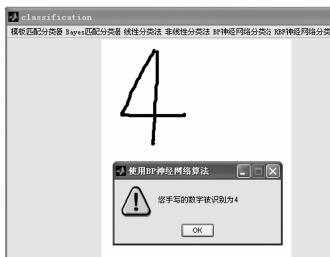 classification
模板匹配分类器 Bayes匹配分类器 线性分类法 非线性分类法 BP神经网络分类法 RBF神经网络分类
4
使用BP神经网络算法
您手写的数字被识别为4
OK